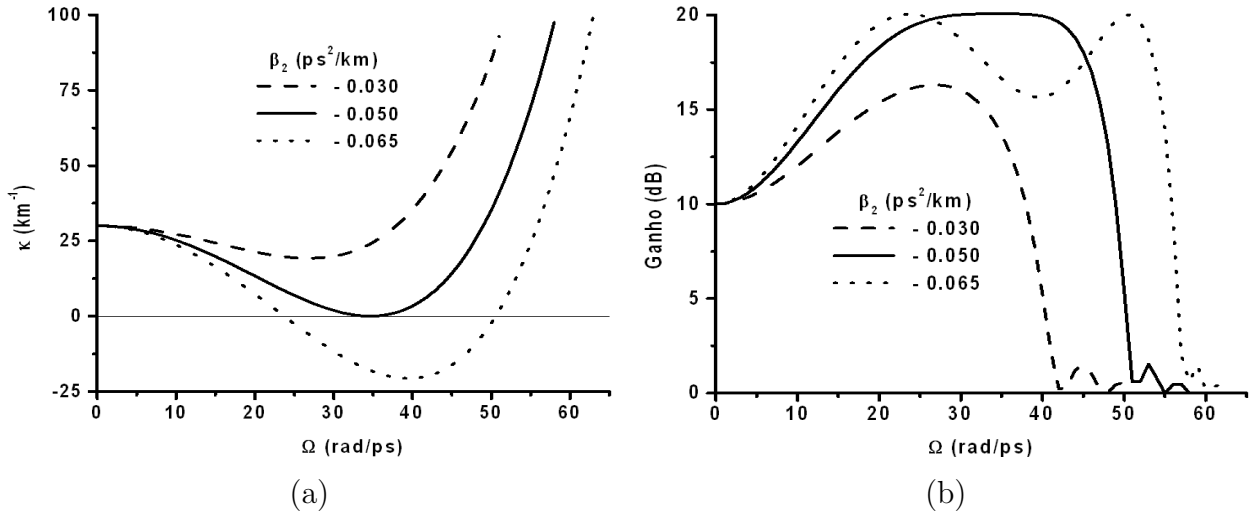 β₂ (ps²/km)
- 0.030
- 0.050
- 0.065
100
75
50
25
0
-25
κ (km⁻¹)
0 10 20 30 40 50 60
Ω (rad/ps)
(a)
20
15
10
5
0
Ganho (dB)
β₂ (ps²/km)
- 0.030
- 0.050
- 0.065
0 10 20 30 40 50 60
Ω (rad/ps)
(b)